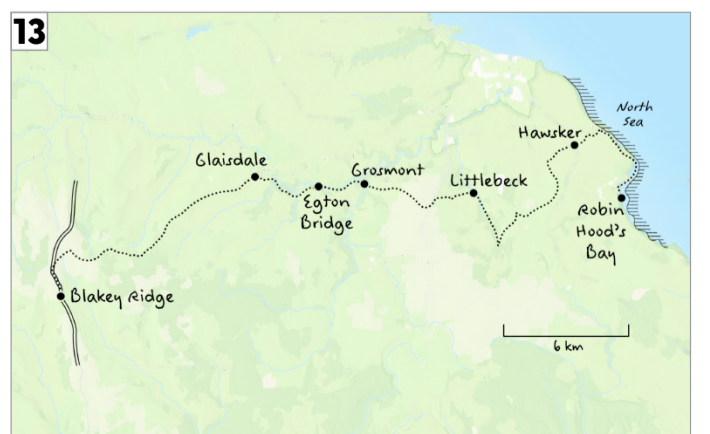 13
North
Sea
Hawsker
Glaisdale
Grosmont
Littlebeck
Egton
Bridge
Robin
Hood's
Bay
Blakey Ridge
6 km